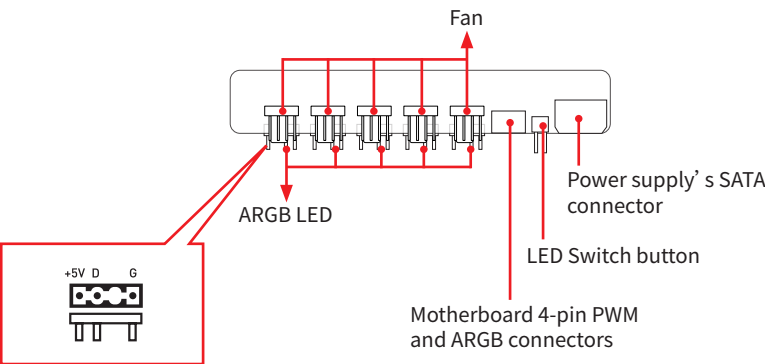 Fan
ARGB LED
Power supply’s SATA
connector
LED Switch button
Motherboard 4-pin PWM
and ARGB connectors
+5V D G